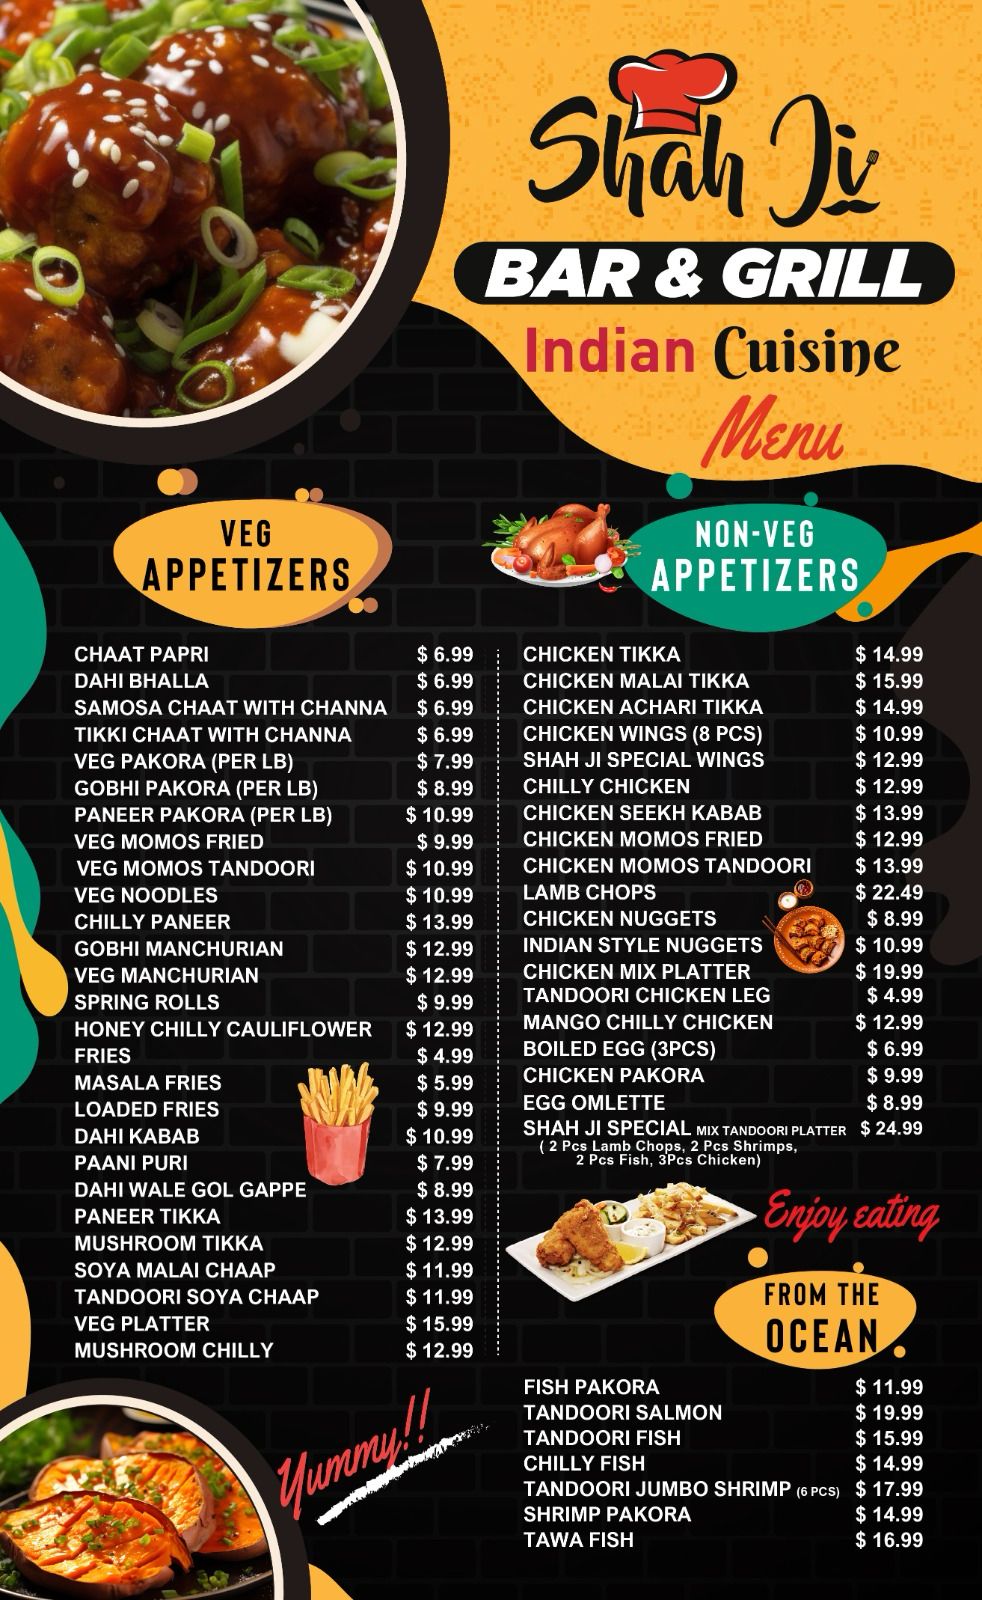 Shah Ji
BAR & GRILL
Indian Cuisine
Menu
VEG
APPETIZERS
CHAAT PAPRI $ 6.99
DAHI BHALLA $ 6.99
SAMOSA CHAAT WITH CHANNA $ 6.99
TIKKI CHAAT WITH CHANNA $ 6.99
VEG PAKORA (PER LB) $ 7.99
GOBHI PAKORA (PER LB) $ 8.99
PANEER PAKORA (PER LB) $ 10.99
VEG MOMOS FRIED $ 9.99
VEG MOMOS TANDOORI $ 10.99
VEG NOODLES $ 10.99
CHILLY PANEER $ 13.99
GOBHI MANCHURIAN $ 12.99
VEG MANCHURIAN $ 12.99
SPRING ROLLS $ 9.99
HONEY CHILLY CAULIFLOWER $ 12.99
FRIES $ 4.99
MASALA FRIES $ 5.99
LOADED FRIES $ 9.99
DAHI KABAB $ 10.99
PAANI PURI $ 7.99
DAHI WALE GOL GAPPE $ 8.99
PANEER TIKKA $ 13.99
MUSHROOM TIKKA $ 12.99
SOYA MALAI CHAAP $ 11.99
TANDOORI SOYA CHAAP $ 11.99
VEG PLATTER $ 15.99
MUSHROOM CHILLY $ 12.99
Yummy!!
NON-VEG
APPETIZERS
CHICKEN TIKKA $ 14.99
CHICKEN MALAI TIKKA $ 15.99
CHICKEN ACHARI TIKKA $ 14.99
CHICKEN WINGS (8 PCS) $ 10.99
SHAH JI SPECIAL WINGS $ 12.99
CHILLY CHICKEN $ 12.99
CHICKEN SEEKH KABAB $ 13.99
CHICKEN MOMOS FRIED $ 12.99
CHICKEN MOMOS TANDOORI $ 13.99
LAMB CHOPS $ 22.49
CHICKEN NUGGETS $ 8.99
INDIAN STYLE NUGGETS $ 10.99
CHICKEN MIX PLATTER $ 19.99
TANDOORI CHICKEN LEG $ 4.99
MANGO CHILLY CHICKEN $ 12.99
BOILED EGG (3PCS) $ 6.99
CHICKEN PAKORA $ 9.99
EGG OMLETTE $ 8.99
SHAH JI SPECIAL MIX TANDOORI PLATTER $ 24.99
( 2 Pcs Lamb Chops, 2 Pcs Shrimps,
2 Pcs Fish, 3Pcs Chicken)
Enjoy eating
FROM THE
OCEAN
FISH PAKORA $ 11.99
TANDOORI SALMON $ 19.99
TANDOORI FISH $ 15.99
CHILLY FISH $ 14.99
TANDOORI JUMBO SHRIMP (6 PCS) $ 17.99
SHRIMP PAKORA $ 14.99
TAWA FISH $ 16.99